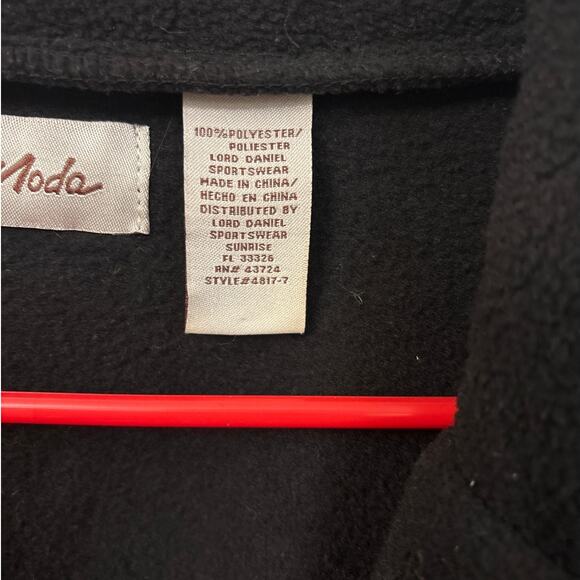 Moda
100%POLYESTER/
POLIESTER
LORD DANIEL
SPORTSWEAR
MADE IN CHINA/
HECHO EN CHINA
DISTRIBUTED BY
LORD DANIEL
SPORTSWEAR
SUNRISE
FL 33326
RN# 43724
STYLE#4817-7